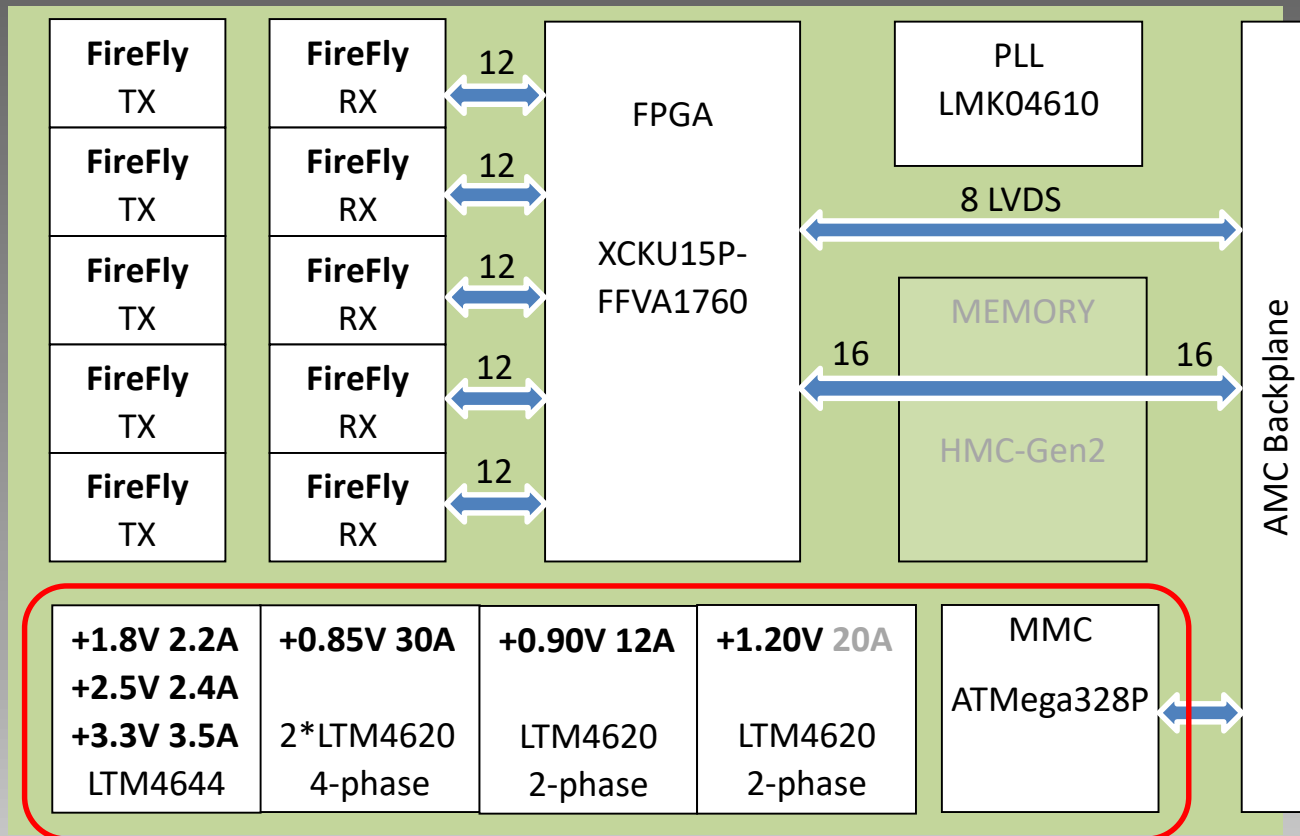 FireFly
TX
FireFly
RX
12
FireFly
TX
FireFly
RX
12
FireFly
TX
FireFly
RX
12
FireFly
TX
FireFly
RX
12
FireFly
TX
FireFly
RX
12
FPGA
XCKU15P-
FFVA1760
PLL
LMK04610
8 LVDS
MEMORY
16
16
HMC-Gen2
AMC Backplane
+1.8V 2.2A
+2.5V 2.4A
+3.3V 3.5A
LTM4644
+0.85V 30A
2*LTM4620
4-phase
+0.90V 12A
LTM4620
2-phase
+1.20V 20A
LTM4620
2-phase
MMC
ATMega328P